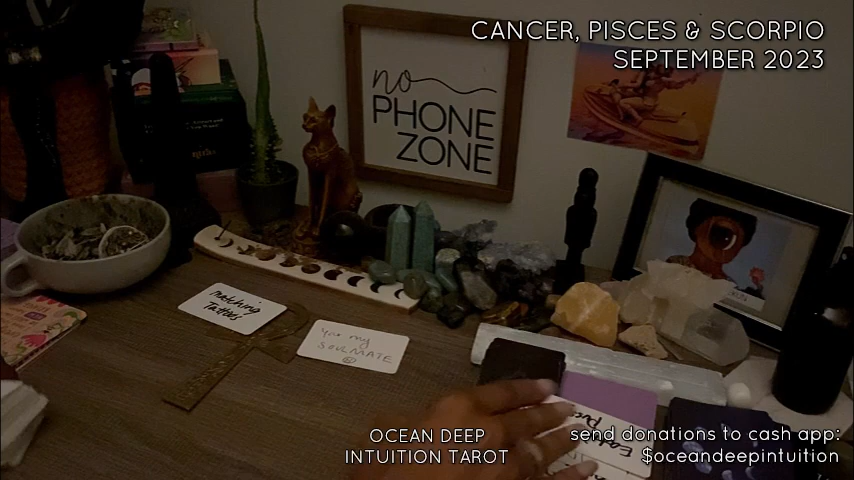 CANCER, PISCES & SCORPIO
SEPTEMBER 2023
no
PHONE
ZONE
matching
Tattoos
You my
SOULMATE
OCEAN DEEP
INTUITION TAROT
send donations to cash app:
$oceandeepintuition